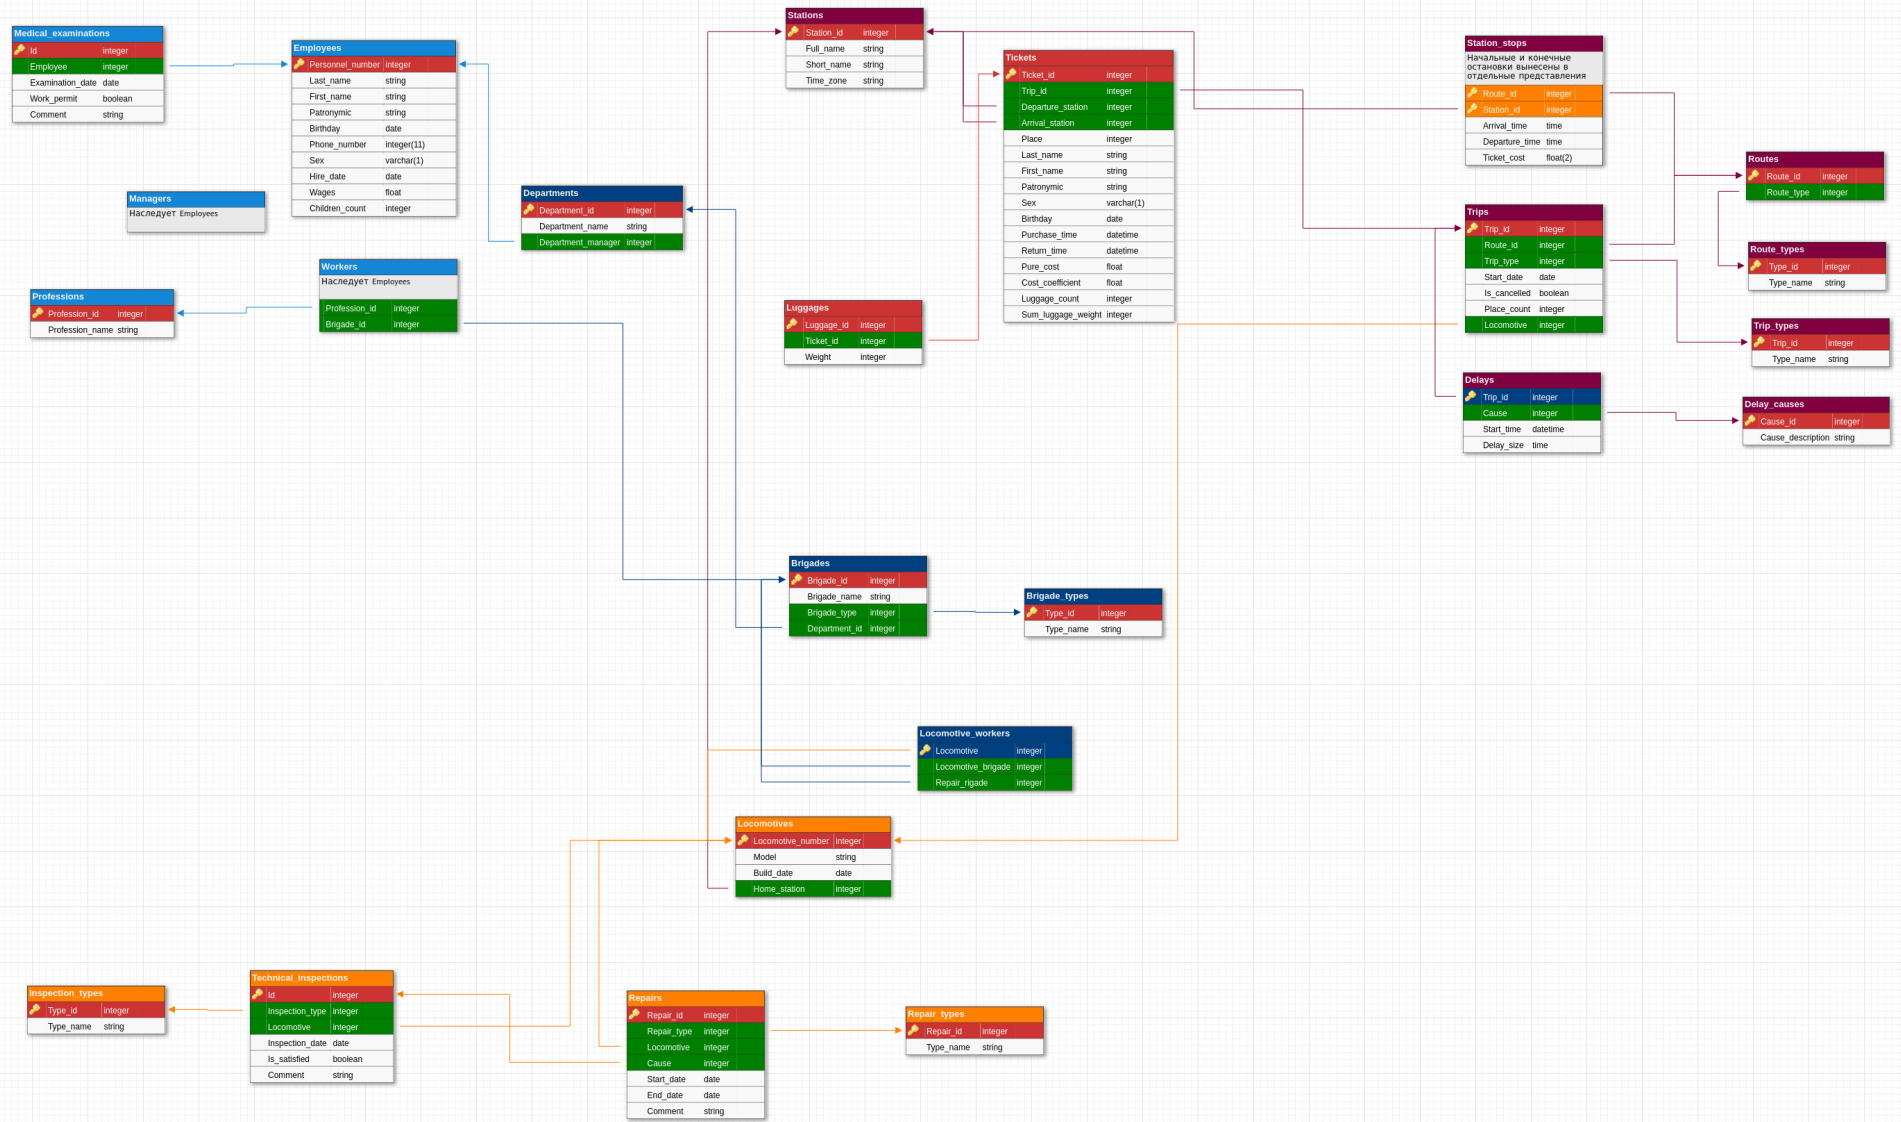 Medical_examinations
Id integer
Employee integer
Examination_date date
Work_permit boolean
Comment string
Employees
Personnel_number integer
Last_name string
First_name string
Patronymic string
Birthday date
Phone_number integer(11)
Sex varchar(1)
Hire_date date
Wages float
Children_count integer
Managers
Наследует Employees
Departments
Department_id integer
Department_name string
Department_manager integer
Workers
Наследует Employees
Profession_id integer
Brigade_id integer
Professions
Profession_id integer
Profession_name string
Stations
Station_id integer
Full_name string
Short_name string
Time_zone string
Tickets
Ticket_id integer
Trip_id integer
Departure_station integer
Arrival_station integer
Place integer
Last_name string
First_name string
Patronymic string
Sex varchar(1)
Birthday date
Purchase_time datetime
Return_time datetime
Pure_cost float
Cost_coefficient float
Luggage_count integer
Sum_luggage_weight integer
Luggages
Luggage_id integer
Ticket_id integer
Weight integer
Station_stops
Начальные и конечные
остановки вынесены в
отдельные представления
Route_id integer
Station_id integer
Arrival_time time
Departure_time time
Ticket_cost float(2)
Routes
Route_id integer
Route_type integer
Trips
Trip_id integer
Route_id integer
Trip_type integer
Start_date date
Is_cancelled boolean
Place_count integer
Locomotive integer
Route_types
Type_id integer
Type_name string
Trip_types
Trip_id integer
Type_name string
Delays
Trip_id integer
Cause integer
Start_time datetime
Delay_size time
Delay_causes
Cause_id integer
Cause_description string
Brigades
Brigade_id integer
Brigade_name string
Brigade_type integer
Department_id integer
Brigade_types
Type_id integer
Type_name string
Locomotive_workers
Locomotive integer
Locomotive_brigade integer
Repair_rigade integer
Locomotives
Locomotive_number integer
Model string
Build_date date
Home_station integer
Inspection_types
Type_id integer
Type_name string
Technical_inspections
Id integer
Inspection_type integer
Locomotive integer
Inspection_date date
Is_satisfied boolean
Comment string
Repairs
Repair_id integer
Repair_type integer
Locomotive integer
Cause integer
Start_date date
End_date date
Comment string
Repair_types
Repair_id integer
Type_name string